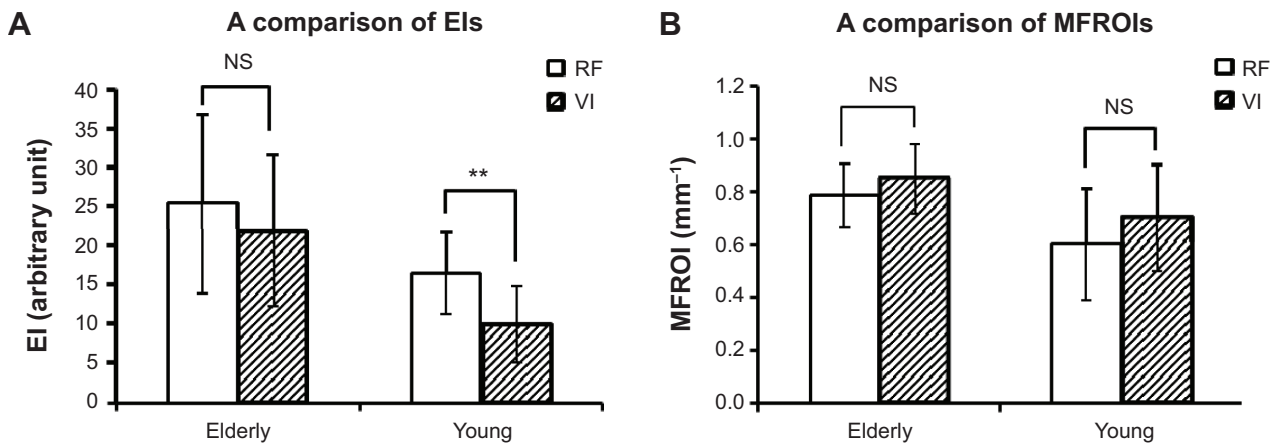 A
A comparison of EIs
NS
RF
VI
**
EI (arbitrary unit)
40
35
30
25
20
15
10
5
0
Elderly
Young
B
A comparison of MFROIs
NS
NS
RF
VI
MFROI (mm⁻¹)
1.2
1.0
0.8
0.6
0.4
0.2
0.0
Elderly
Young